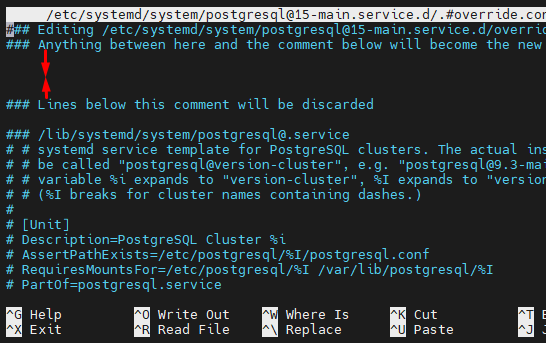 /etc/systemd/system/postgresql@15-main.service.d/.#override.con
### Editing /etc/systemd/system/postgresql@15-main.service.d/overrid
### Anything between here and the comment below will become the new
### Lines below this comment will be discarded
### /lib/systemd/system/postgresql@.service
# # systemd service template for PostgreSQL clusters. The actual ins
# # be called "postgresql@version-cluster", e.g. "postgresql@9.3-mai
# # variable %i expands to "version-cluster", %I expands to "version
# # (%I breaks for cluster names containing dashes.)
#
# [Unit]
# Description=PostgreSQL Cluster %i
# AssertPathExists=/etc/postgresql/%I/postgresql.conf
# RequiresMountsFor=/etc/postgresql/%I /var/lib/postgresql/%I
# PartOf=postgresql.service
^G Help ^O Write Out ^W Where Is ^K Cut ^T E
^X Exit ^R Read File ^\ Replace ^U Paste ^J J